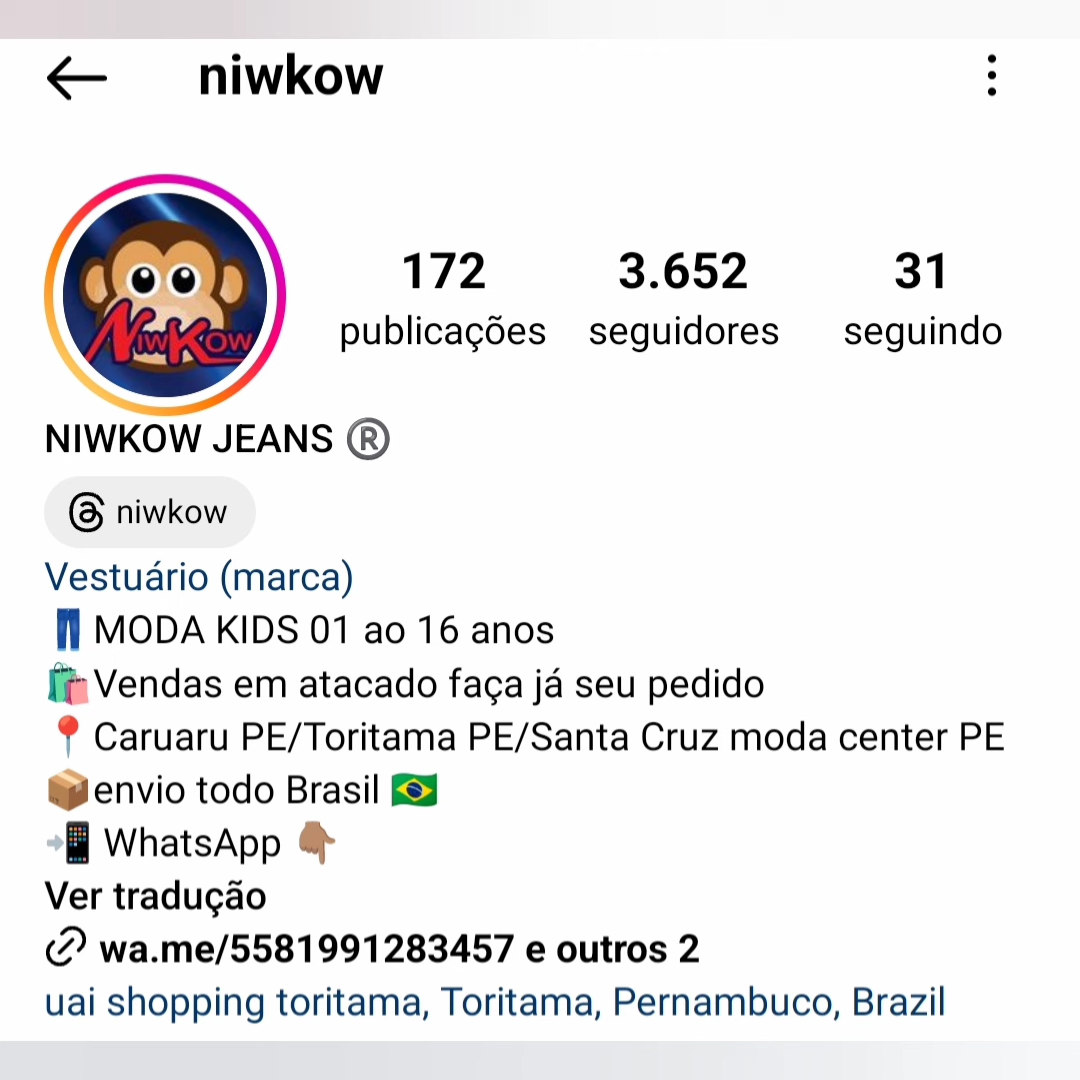 niwkow
NIWKOW
172 3.652 31
publicações seguidores seguindo
NIWKOW JEANS ®
niwkow
Vestuário (marca)
👖MODA KIDS 01 ao 16 anos
🛍️Vendas em atacado faça já seu pedido
📍Caruaru PE/Toritama PE/Santa Cruz moda center PE
📦envio todo Brasil 🇧🇷
📲 WhatsApp 👇🏽
Ver tradução
wa.me/5581991283457 e outros 2
uai shopping toritama, Toritama, Pernambuco, Brazil